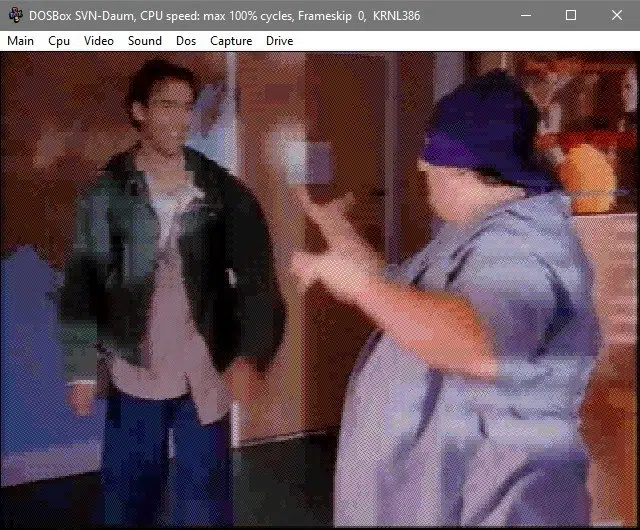 DOSBox SVN-Daum, CPU speed: max 100% cycles, Frameskip 0, KRNL386
Main Cpu Video Sound Dos Capture Drive